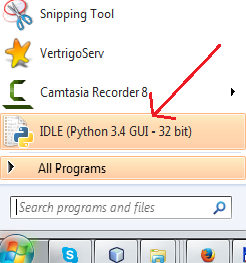 Snipping Tool
VertrigoServ
Camtasia Recorder 8
IDLE (Python 3.4 GUI - 32 bit)
All Programs
Search programs and files